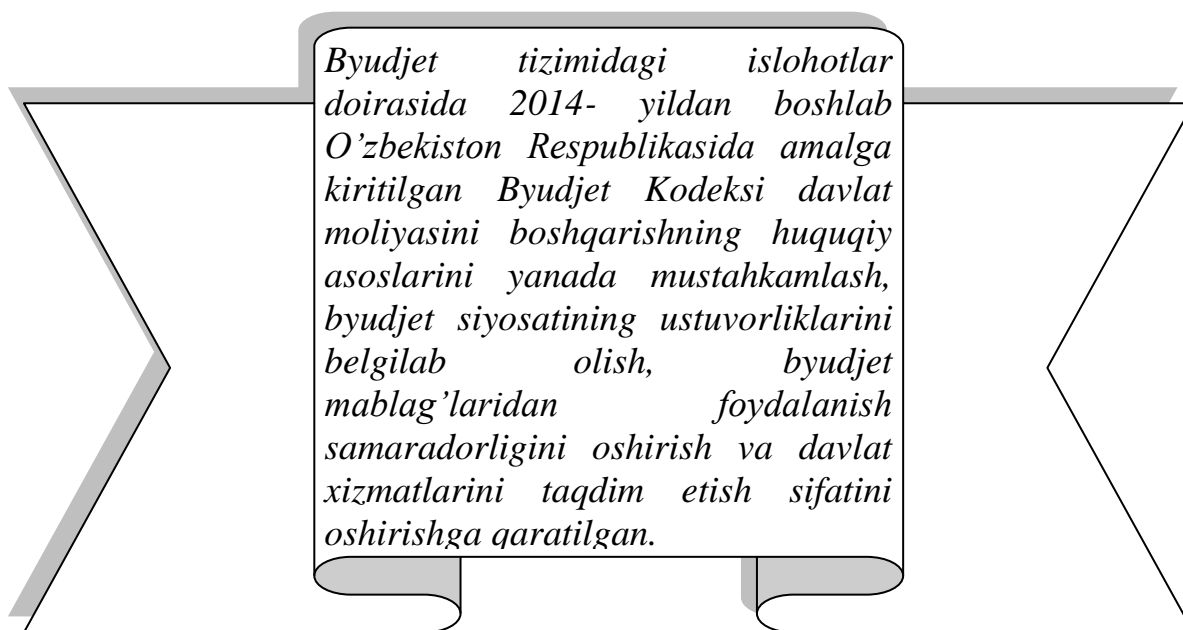 Byudjet tizimidagi islohotlar
doirasida 2014- yildan boshlab
O’zbekiston Respublikasida amalga
kiritilgan Byudjet Kodeksi davlat
moliyasini boshqarishning huquqiy
asoslarini yanada mustahkamlash,
byudjet siyosatining ustuvorliklarini
belgilab olish, byudjet
mablag’laridan foydalanish
samaradorligini oshirish va davlat
xizmatlarini taqdim etish sifatini
oshirishga qaratilgan.